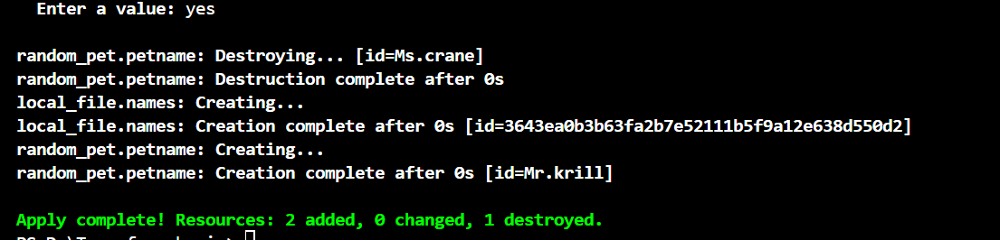 Enter a value: yes
random_pet.petname: Destroying... [id=Ms.crane]
random_pet.petname: Destruction complete after 0s
local_file.names: Creating...
local_file.names: Creation complete after 0s [id=3643ea0b3b63fa2b7e52111b5f9a12e638d550d2]
random_pet.petname: Creating...
random_pet.petname: Creation complete after 0s [id=Mr.krill]
Apply complete! Resources: 2 added, 0 changed, 1 destroyed.